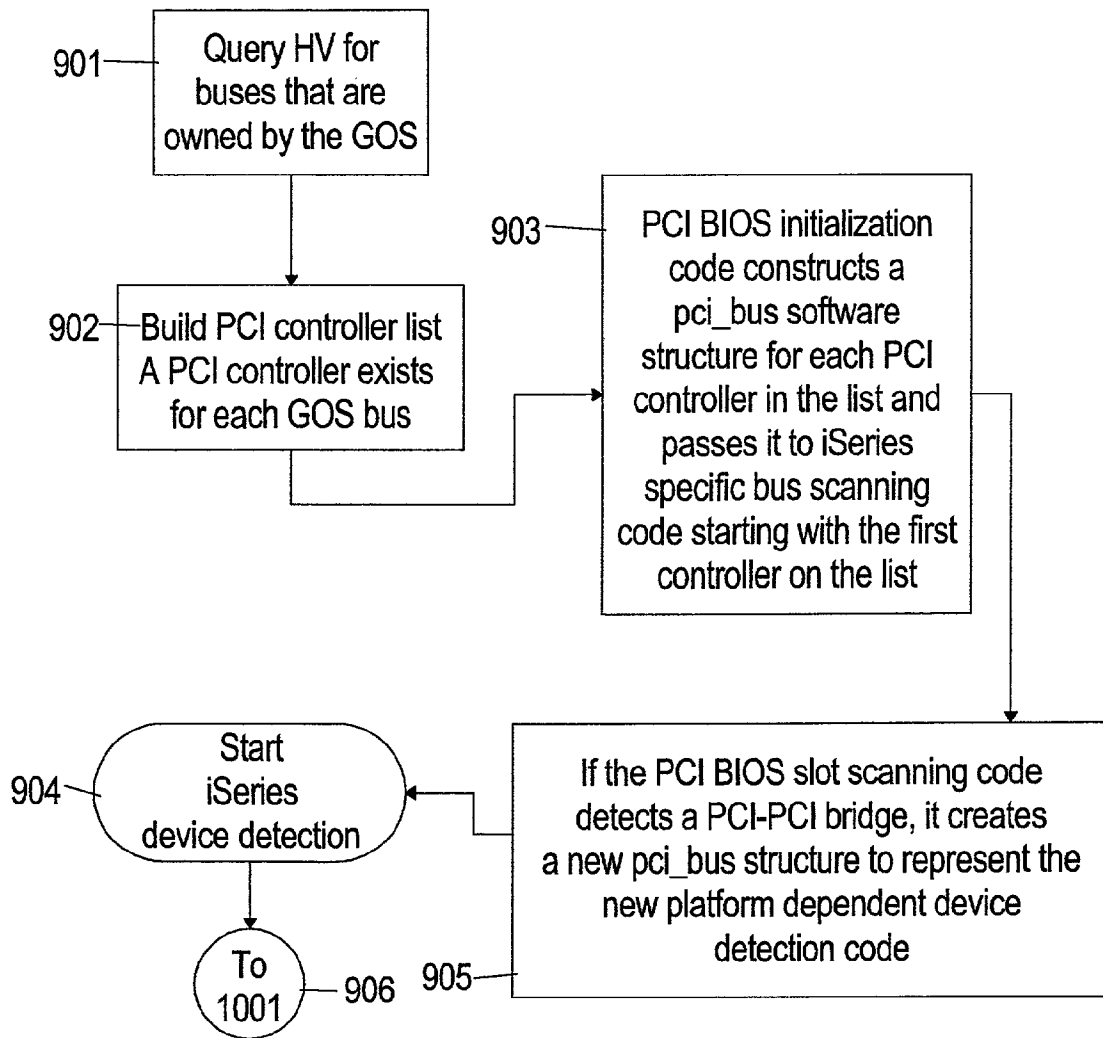 901
Query HV for
buses that are
owned by the GOS
902
Build PCI controller list
A PCI controller exists
for each GOS bus
903
PCI BIOS initialization
code constructs a
pci_bus software
structure for each PCI
controller in the list and
passes it to iSeries
specific bus scanning
code starting with the first
controller on the list
904
Start
iSeries
device detection
If the PCI BIOS slot scanning code
detects a PCI-PCI bridge, it creates
a new pci_bus structure to represent the
new platform dependent device
detection code
905
To
1001
906